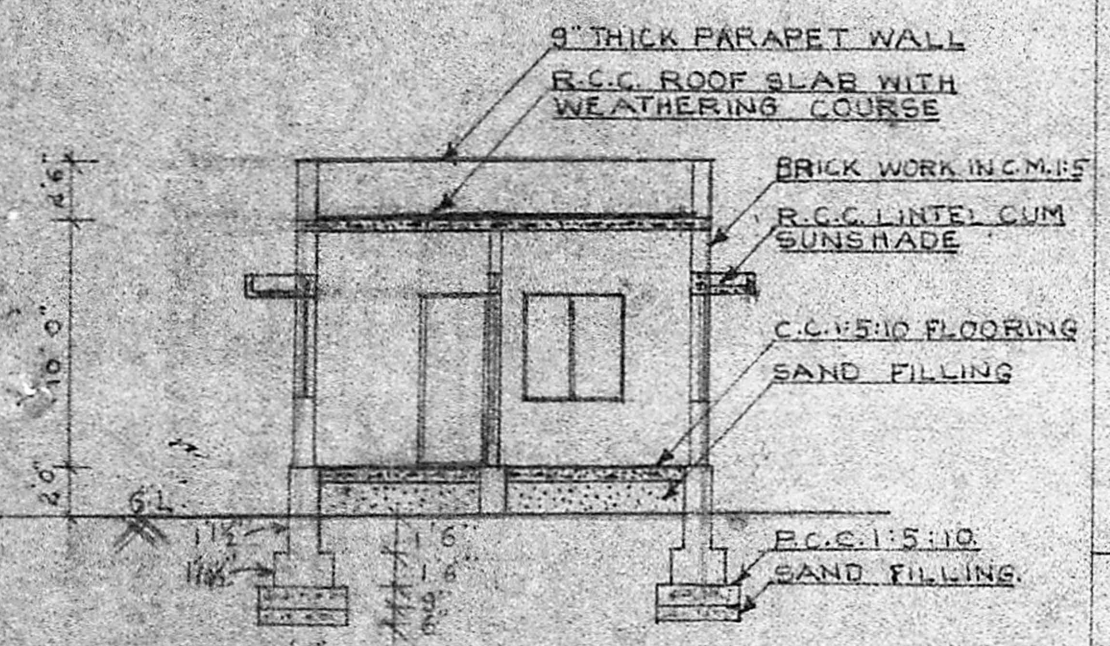 9" THICK PARAPET WALL
R.C.C. ROOF SLAB WITH
WEATHERING COURSE
BRICK WORK IN C.M. 1:5
R.C.C. LINTEL CUM
SUNSHADE
C.C. 1:5:10 FLOORING
SAND FILLING
P.C.C. 1:5:10.
SAND FILLING.
10' 0"
2' 0"
G L
1' 6"
1' 6"
9"
6"